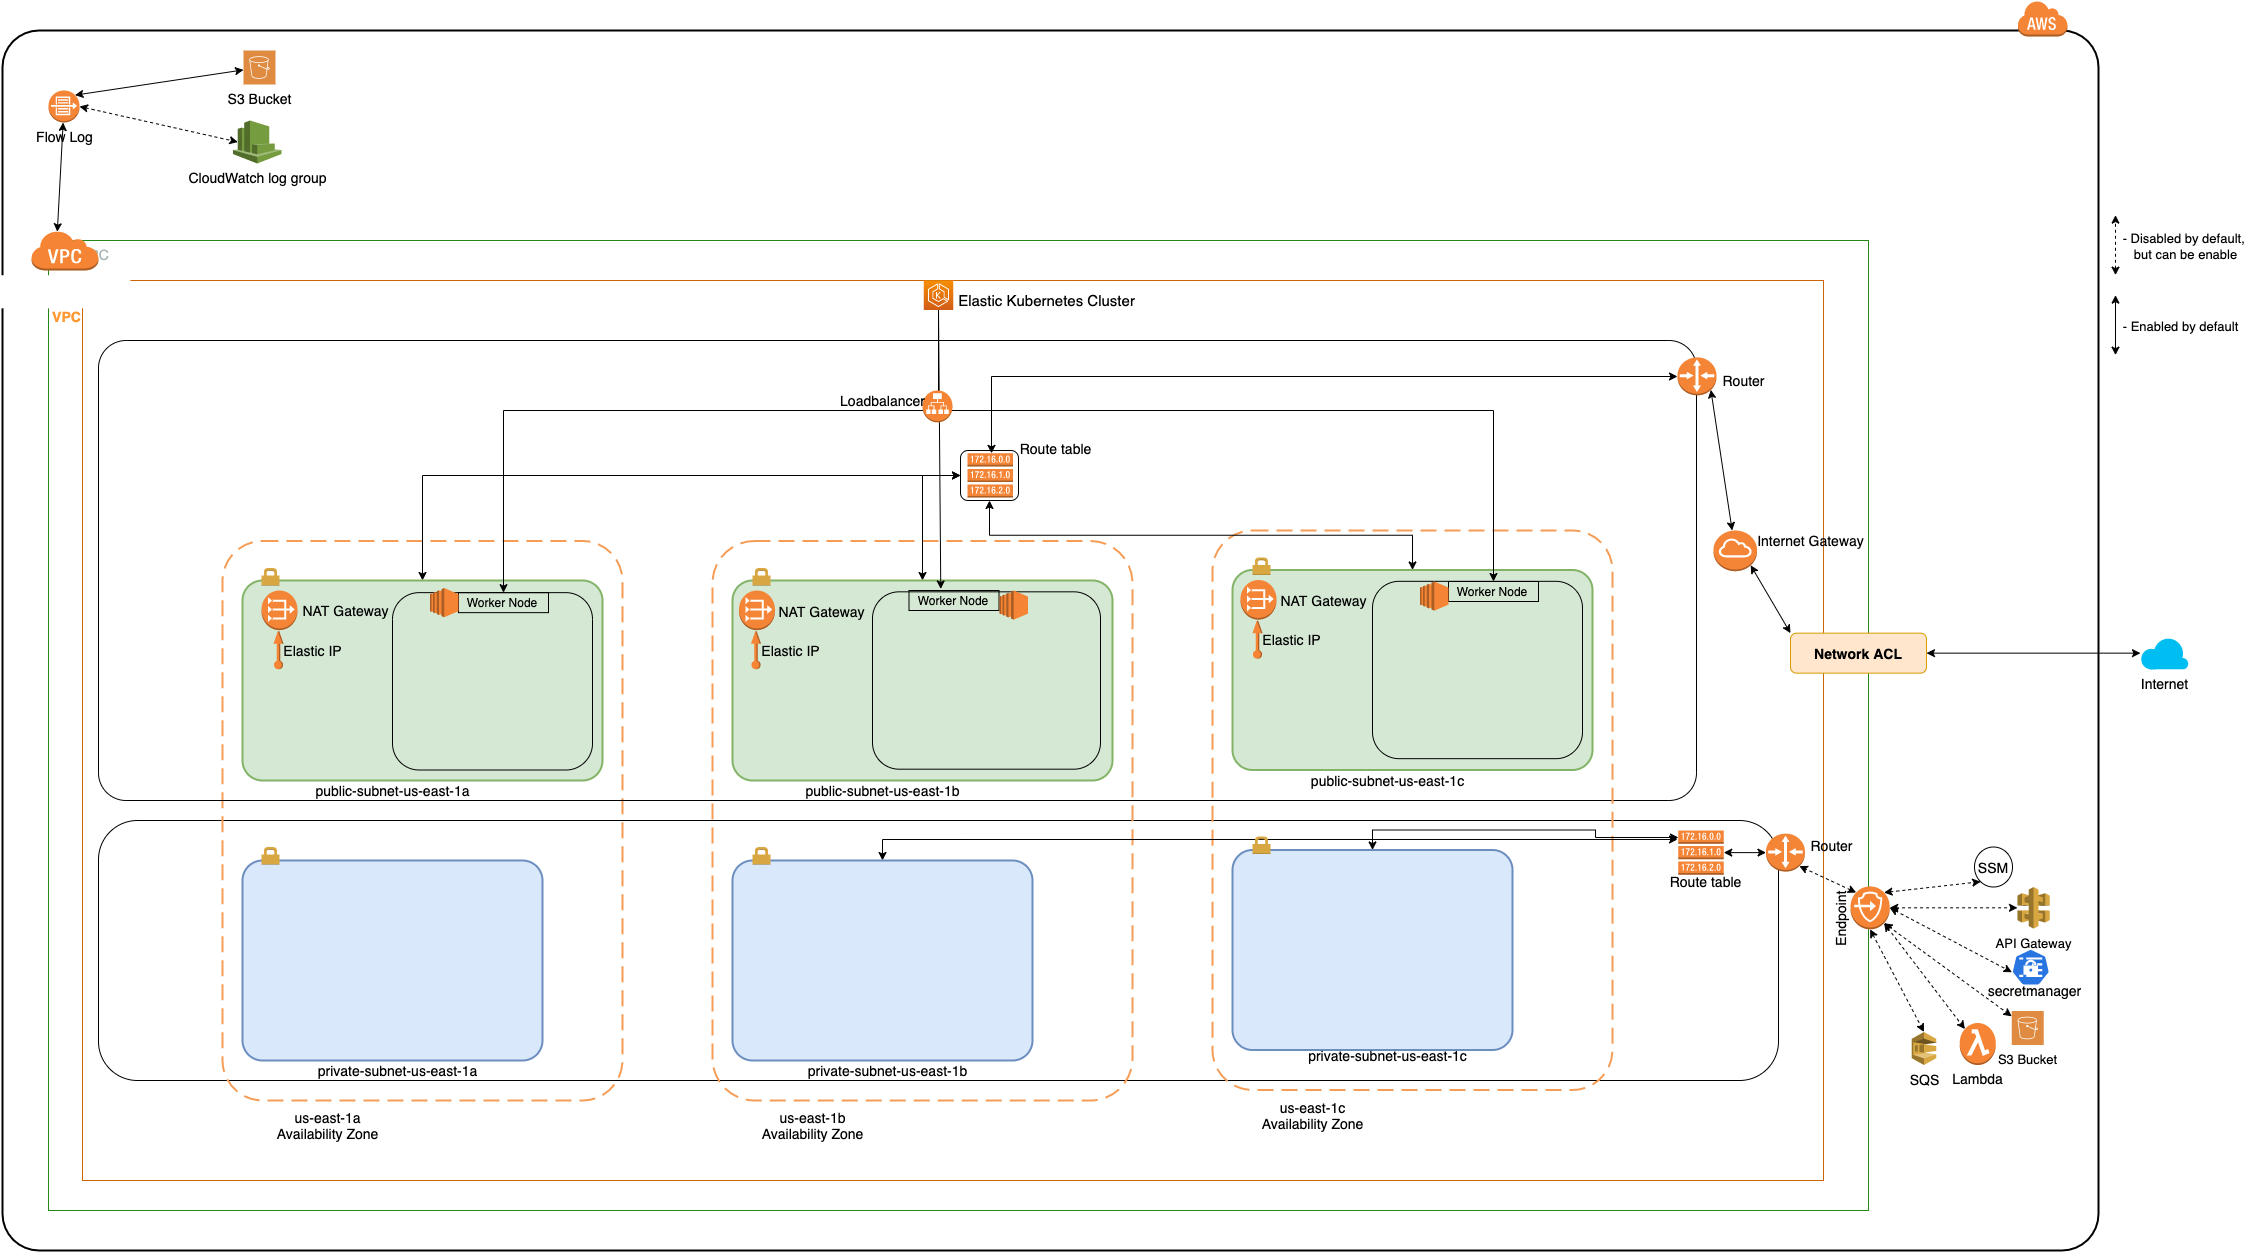 AWS
S3 Bucket
Flow Log
CloudWatch log group
VPC
C
- Disabled by default,
but can be enable
- Enabled by default
VPC
Elastic Kubernetes Cluster
Router
Loadbalancer
Route table
172.16.0.0
172.16.1.0
172.16.2.0
Internet Gateway
NAT Gateway
Worker Node
Elastic IP
NAT Gateway
Worker Node
Elastic IP
NAT Gateway
Worker Node
Elastic IP
Network ACL
Internet
public-subnet-us-east-1a
public-subnet-us-east-1b
public-subnet-us-east-1c
172.16.0.0
172.16.1.0
172.16.2.0
Route table
Router
Endpoint
SSM
API Gateway
secretmanager
S3 Bucket
Lambda
SQS
private-subnet-us-east-1a
private-subnet-us-east-1b
private-subnet-us-east-1c
us-east-1a
Availability Zone
us-east-1b
Availability Zone
us-east-1c
Availability Zone